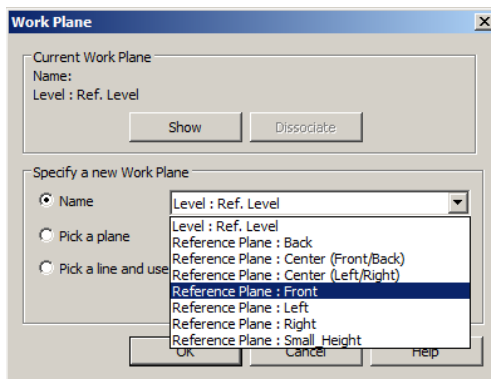 Work Plane
Current Work Plane
Name:
Level : Ref. Level
Show Dissociate
Specify a new Work Plane
Name Level : Ref. Level
Level : Ref. Level
Reference Plane : Back
Pick a plane
Reference Plane : Center (Front/Back)
Pick a line and use
Reference Plane : Center (Left/Right)
Reference Plane : Front
Reference Plane : Left
Reference Plane : Right
Reference Plane : Small_Height
OK Cancel Help